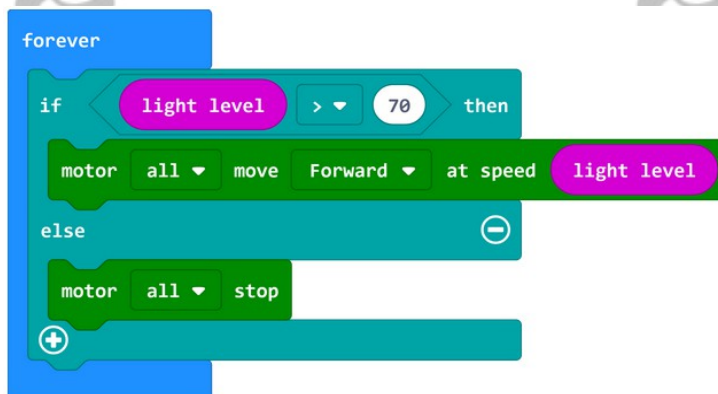 forever
if light level > 70 then
motor all move Forward at speed light level
else
motor all stop